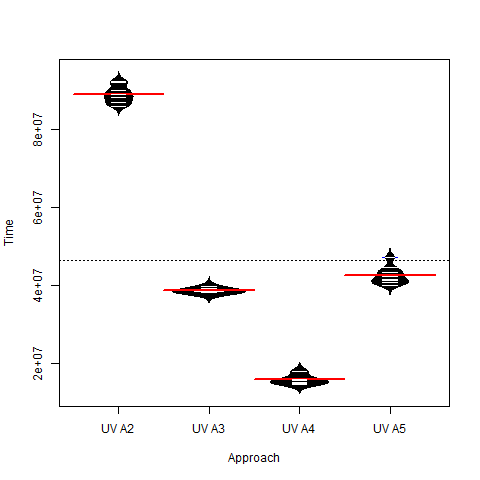 Time
8e+07
6e+07
4e+07
2e+07
UV A2
UV A3
UV A4
UV A5
Approach